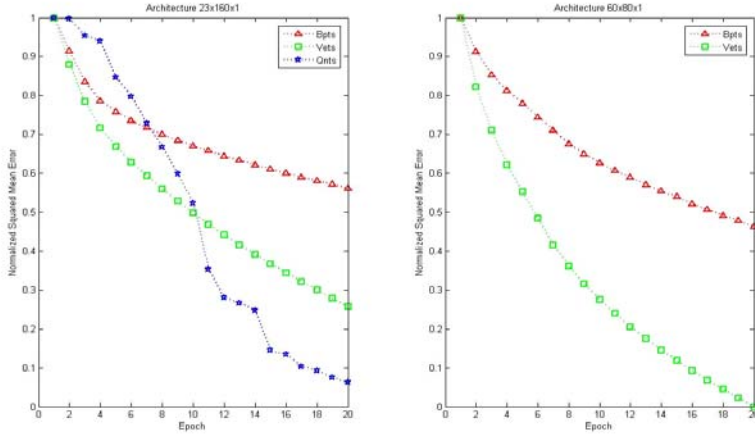 Architecture 23x160x1
1
0.9
0.8
0.7
0.6
0.5
0.4
0.3
0.2
0.1
0
Normalized Squared Mean Error
0 2 4 6 8 10 12 14 16 18 20
Epoch
Bpts
Vets
Qnts
Architecture 60x80x1
1
0.9
0.8
0.7
0.6
0.5
0.4
0.3
0.2
0.1
0
Normalized Squared Mean Error
0 2 4 6 8 10 12 14 16 18 20
Epoch
Bpts
Vets